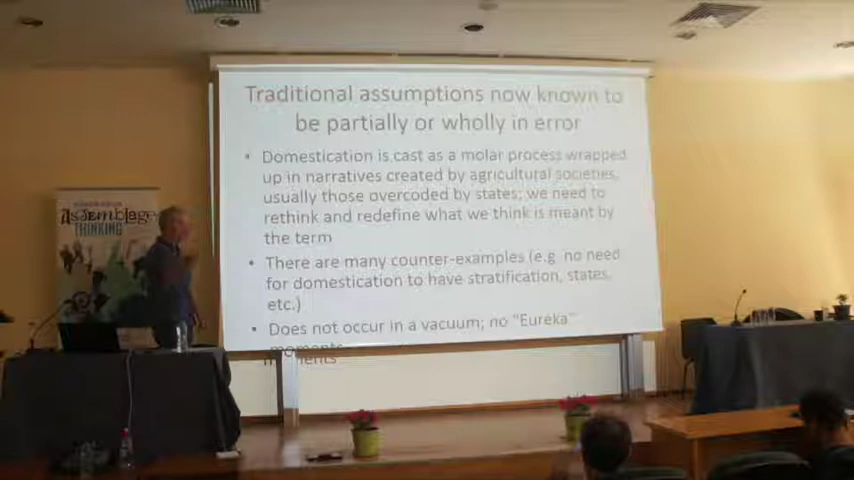 Traditional assumptions now known to
be partially or wholly in error
• Domestication is cast as a molar process wrapped
up in narratives created by agricultural societies,
usually those overcoded by states; we need to
rethink and redefine what we think is meant by
the term
• There are many counter-examples (e.g. no need
for domestication to have stratification, states,
etc.)
• Does not occur in a vacuum; no "Eureka"
moments
Assemblage
THINKING